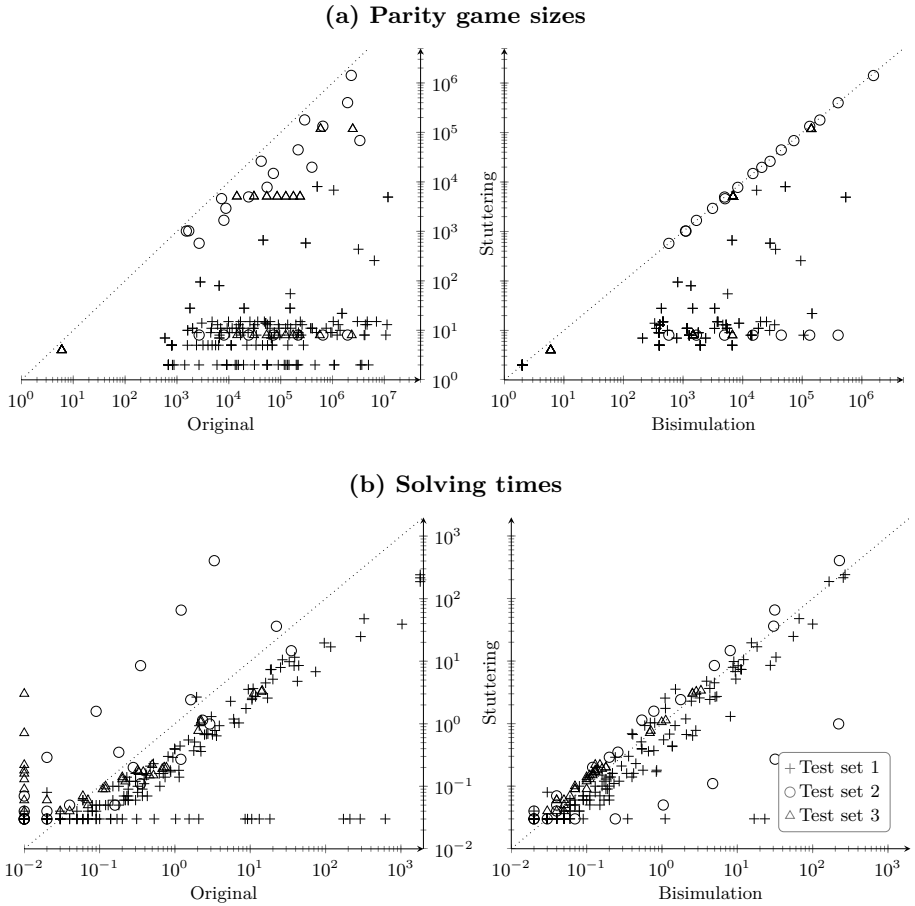 (a) Parity game sizes
10^6
10^5
10^4
10^3
10^2
10^1
10^0
Stuttering
10^0 10^1 10^2 10^3 10^4 10^5 10^6 10^7
Original
10^0 10^1 10^2 10^3 10^4 10^5 10^6
Bisimulation
(b) Solving times
10^3
10^2
10^1
10^0
10^−1
10^−2
Stuttering
Test set 1
Test set 2
Test set 3
10^−2 10^−1 10^0 10^1 10^2 10^3
Original
10^−2 10^−1 10^0 10^1 10^2 10^3
Bisimulation